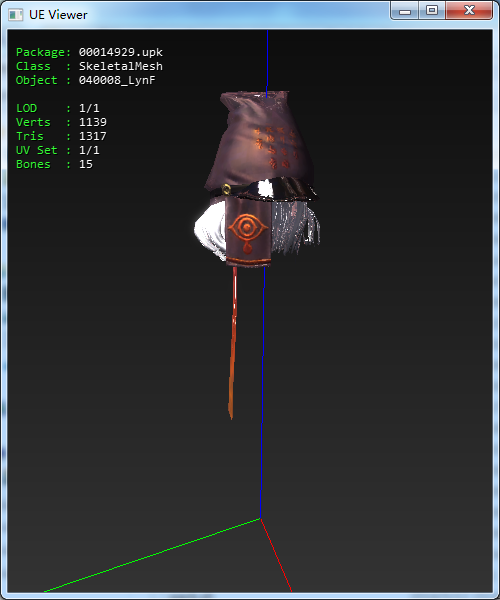 UE Viewer
Package: 00014929.upk
Class : SkeletalMesh
Object : 040008_LynF
LOD : 1/1
Verts : 1139
Tris : 1317
UV Set : 1/1
Bones : 15